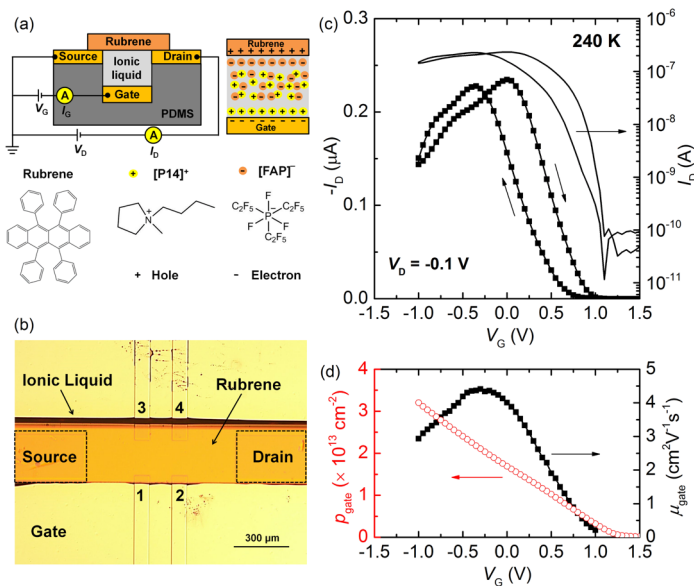 (a)
Rubrene
Source
Ionic
liquid
Drain
Gate
PDMS
V_G
A
I_G
V_D
A
I_D
Rubrene
Gate
Rubrene
+ [P14]⁺
− [FAP]⁻
N
+
F
C₂F₅
C₂F₅
P
−
F
F
C₂F₅
+ Hole
- Electron
(b)
Ionic Liquid
3
4
Rubrene
Source
Drain
1
2
Gate
300 μm
(c)
240 K
V_D = -0.1 V
-I_D (μA)
0.3
0.2
0.1
0.0
I_D (A)
10⁻⁶
10⁻⁷
10⁻⁸
10⁻⁹
10⁻¹⁰
10⁻¹¹
-1.5 -1.0 -0.5 0.0 0.5 1.0 1.5
V_G (V)
(d)
p_gate (× 10¹³ cm⁻²)
4
3
2
1
0
μ_gate (cm²V⁻¹s⁻¹)
5
4
3
2
1
0
-1.5 -1.0 -0.5 0.0 0.5 1.0 1.5
V_G (V)